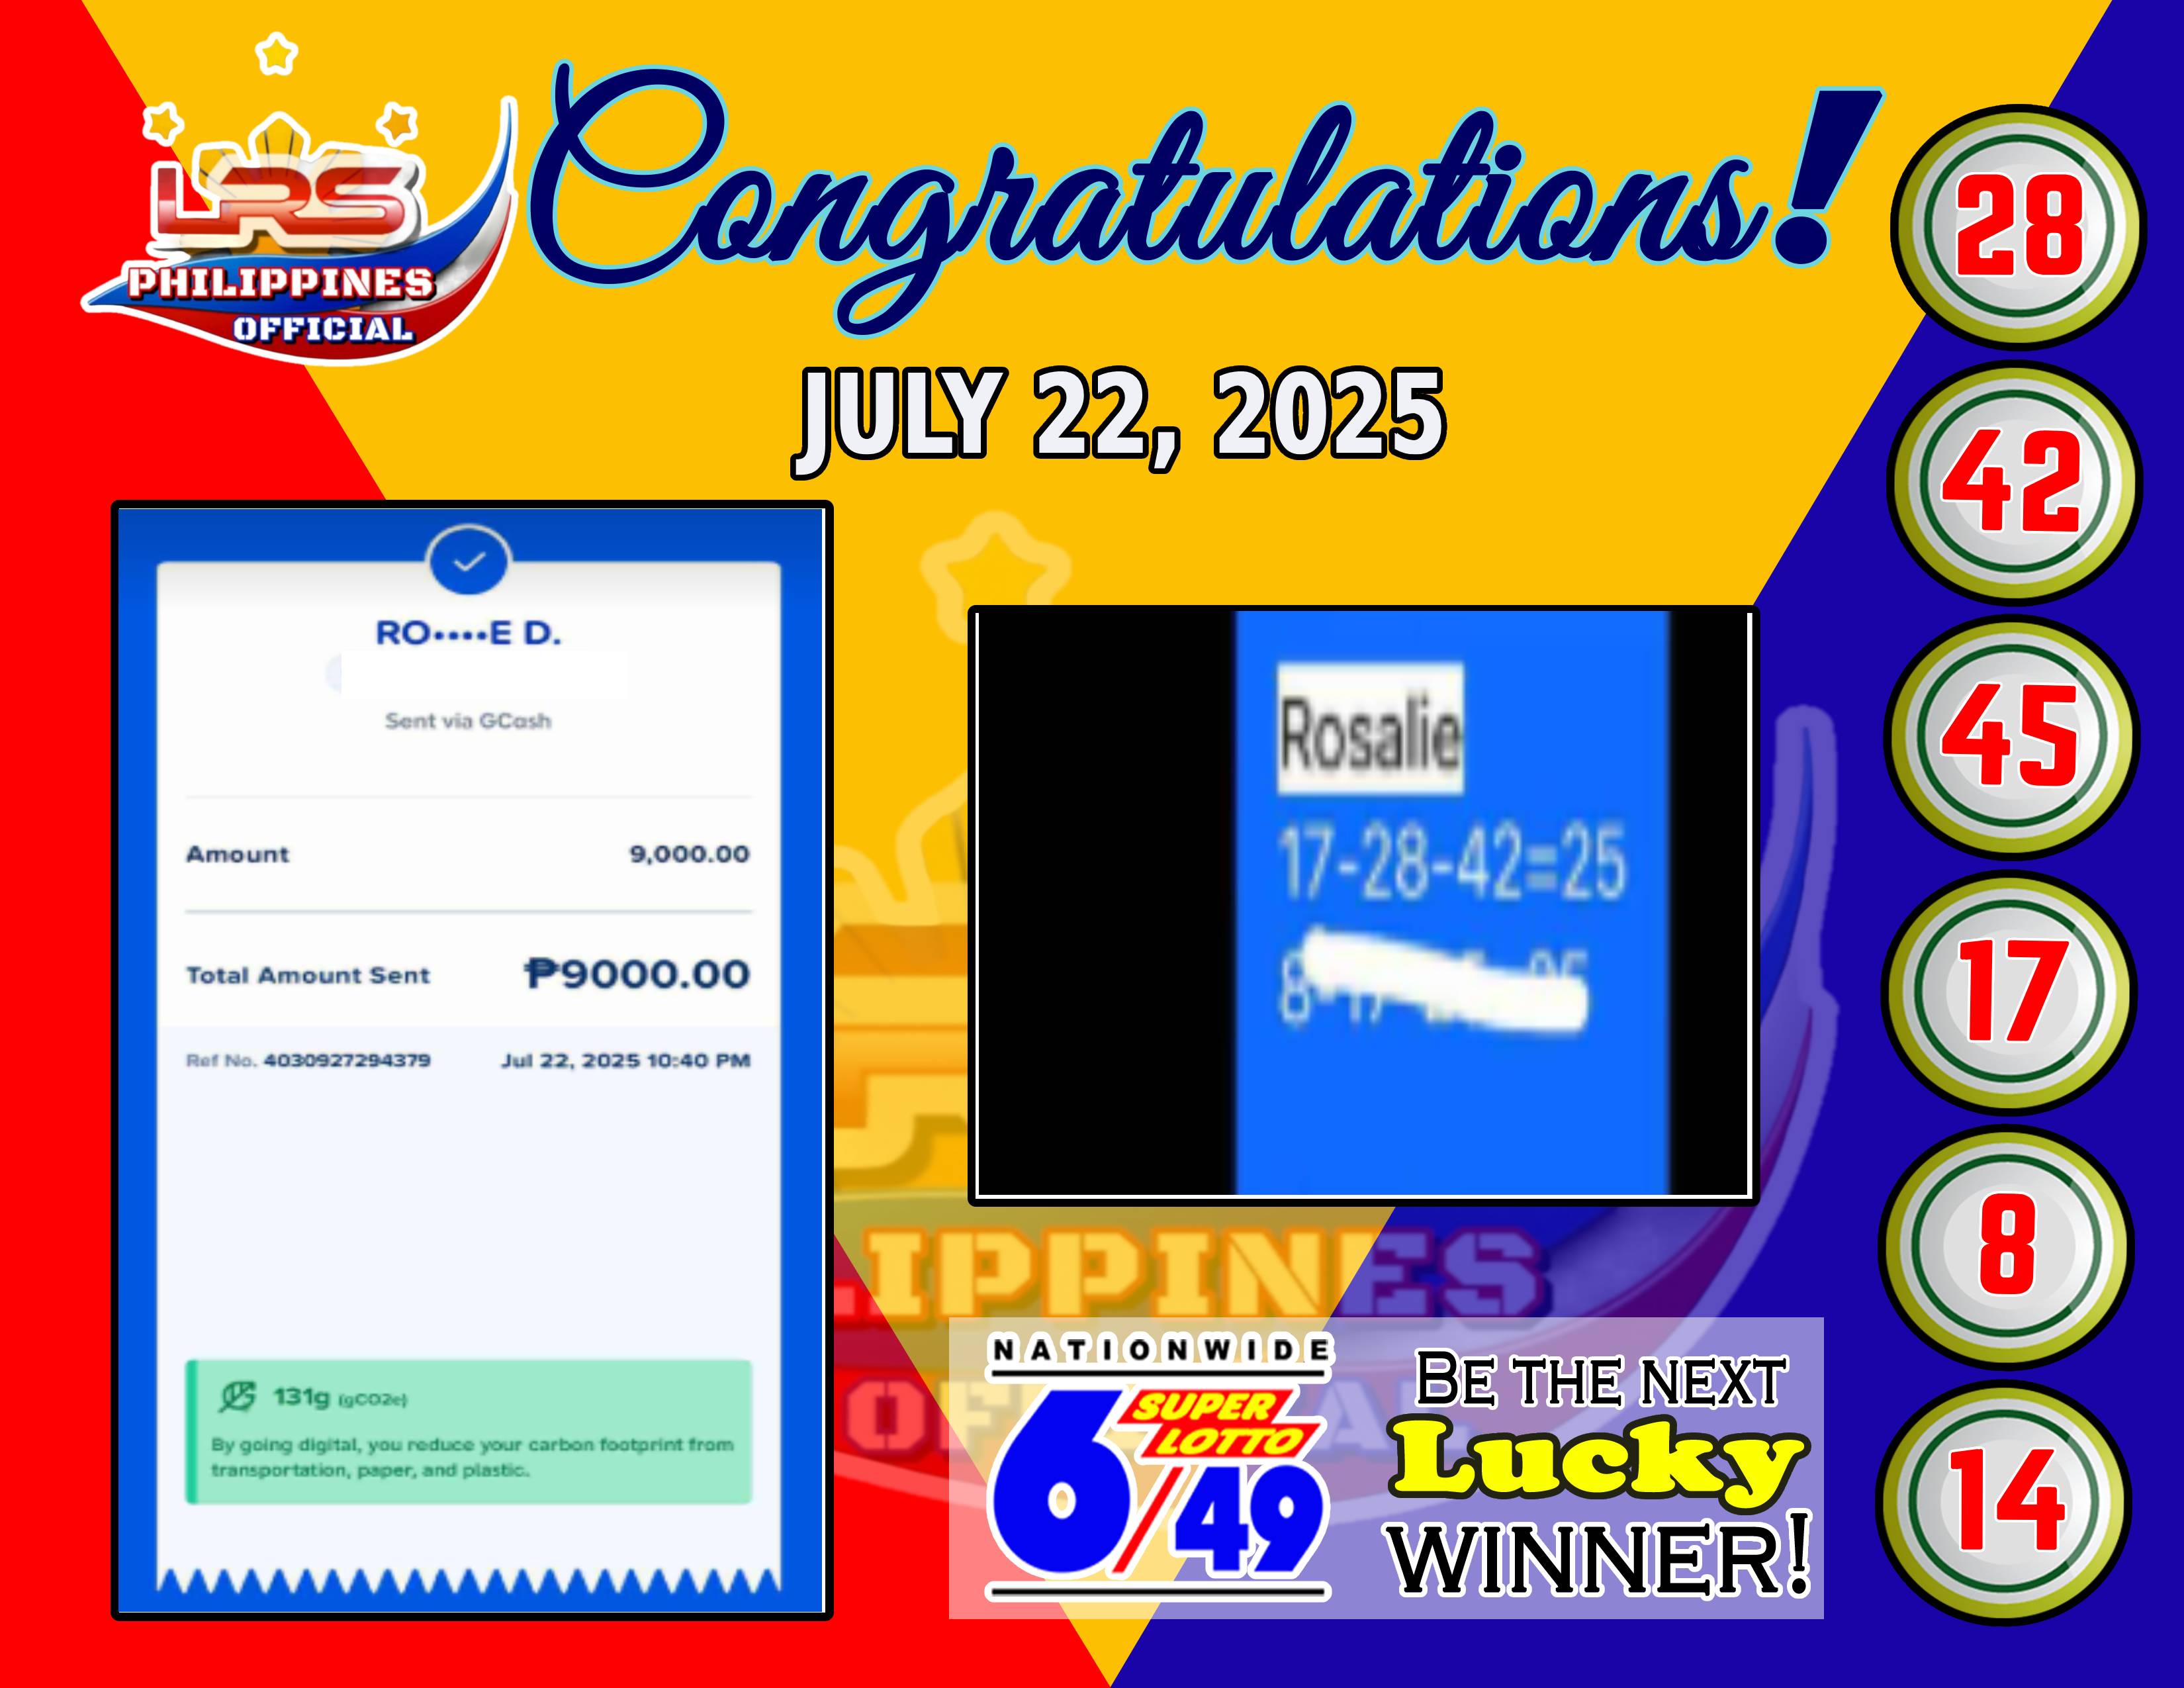 LRS
PHILIPPINES
OFFICIAL
Congratulations!
JULY 22, 2025
RO••••E D.
Sent via GCash
Amount 9,000.00
Total Amount Sent ₱9000.00
Ref No. 4030927294379 Jul 22, 2025 10:40 PM
131g (gCO2e)
By going digital, you reduce your carbon footprint from
transportation, paper, and plastic.
Rosalie
17-28-42=25
NATIONWIDE
SUPER
LOTTO
6/49
BE THE NEXT
Lucky
WINNER!
28
42
45
17
8
14